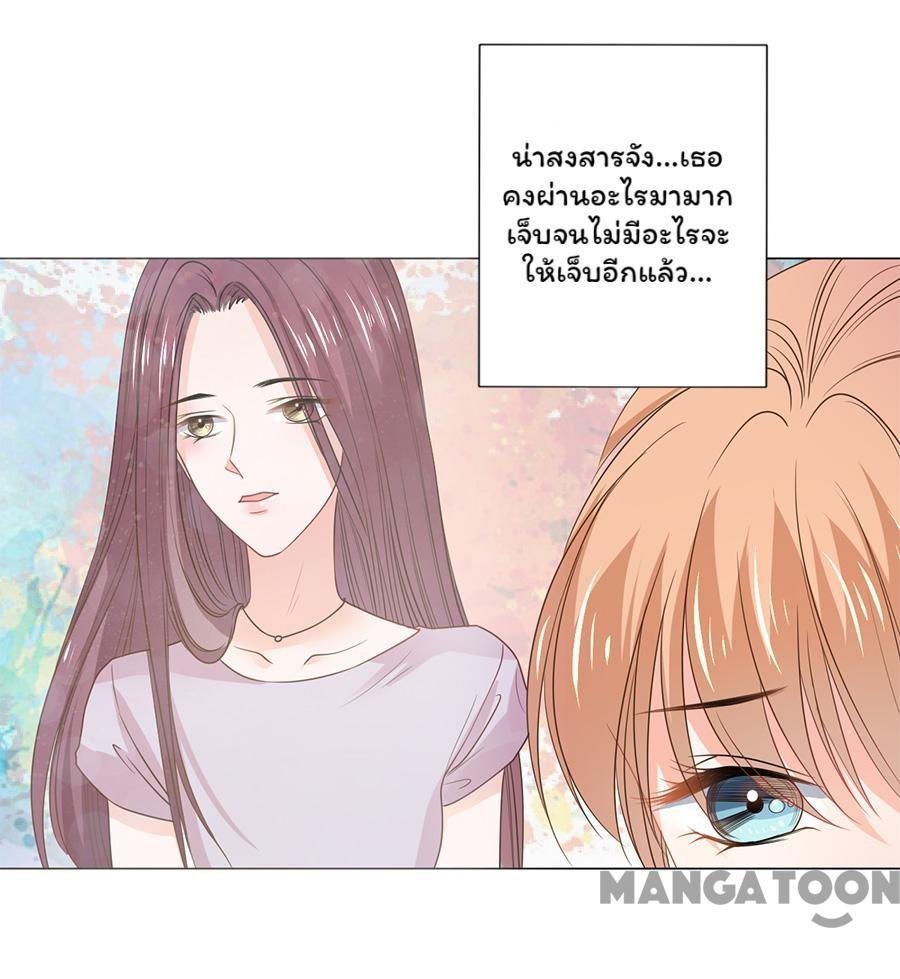 น่าสงสารจัง...เธอ
คงผ่านอะไรมามาก
เจ็บจนไม่มีอะไรจะ
ให้เจ็บอีกแล้ว...
MANGATOON